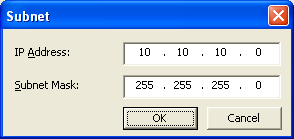 Subnet
IP Address: 10 . 10 . 10 . 0
Subnet Mask: 255 . 255 . 255 . 0
OK Cancel